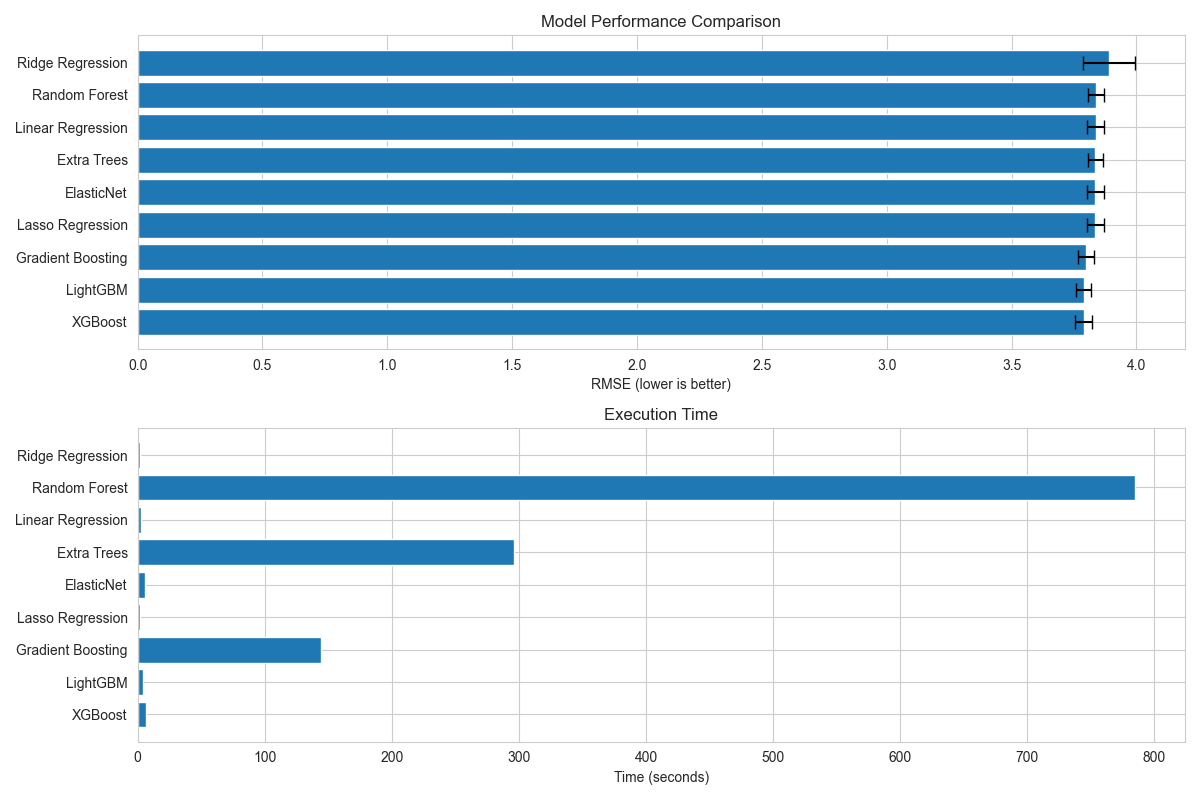 Model Performance Comparison
Ridge Regression
Random Forest
Linear Regression
Extra Trees
ElasticNet
Lasso Regression
Gradient Boosting
LightGBM
XGBoost
0.0 0.5 1.0 1.5 2.0 2.5 3.0 3.5 4.0
RMSE (lower is better)
Execution Time
Ridge Regression
Random Forest
Linear Regression
Extra Trees
ElasticNet
Lasso Regression
Gradient Boosting
LightGBM
XGBoost
0 100 200 300 400 500 600 700 800
Time (seconds)